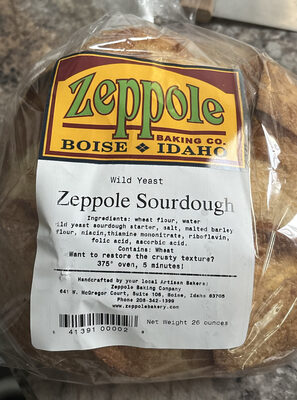 Zeppole
BAKING CO.
BOISE ❖ IDAHO
Wild Yeast
Zeppole Sourdough
Ingredients: wheat flour, water
wild yeast sourdough starter, salt, malted barley
flour, niacin,thiamine mononitrate, riboflavin,
folic acid, ascorbic acid.
Contains: Wheat
Want to restore the crusty texture?
375° oven, 5 minutes!
Handcrafted by your local Artisan Bakers:
Zeppole Baking Company
641 N. McGregor Court, Suite 106, Boise, Idaho 83705
Phone 208-342-1399
www.zeppolebakery.com
41391 00002
Net Weight 26 ounces